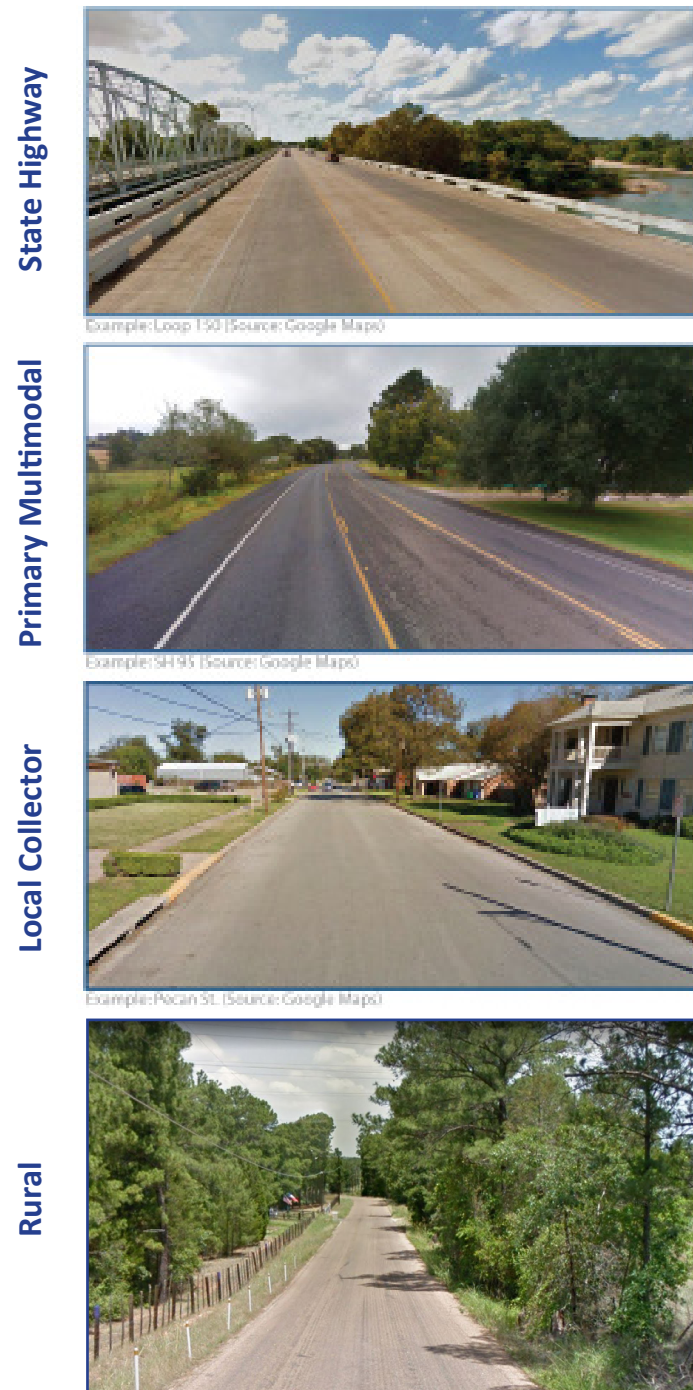 State Highway
Example: Loop 150 (Source: Google Maps)
Primary Multimodal
Example: SH 95 (Source: Google Maps)
Local Collector
Example: Pecan St. (Source: Google Maps)
Rural